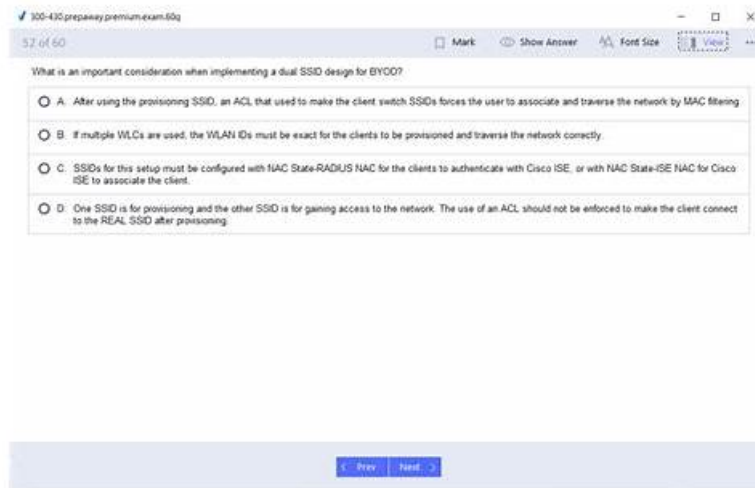 300-430.prepaway.premium.exam.60q
52 of 60
Mark
Show Answer
Font Size
View
What is an important consideration when implementing a dual SSID design for BYOD?
A. After using the provisioning SSID, an ACL that used to make the client switch SSIDs forces the user to associate and traverse the network by MAC filtering
B. If multiple WLCs are used, the WLAN IDs must be exact for the clients to be provisioned and traverse the network correctly
C. SSIDs for this setup must be configured with NAC State-RADIUS NAC for the clients to authenticate with Cisco ISE, or with NAC State-ISE NAC for Cisco
ISE to associate the client.
D. One SSID is for provisioning and the other SSID is for gaining access to the network. The use of an ACL should not be enforced to make the client connect
to the REAL SSID after provisioning.
Prev
Next